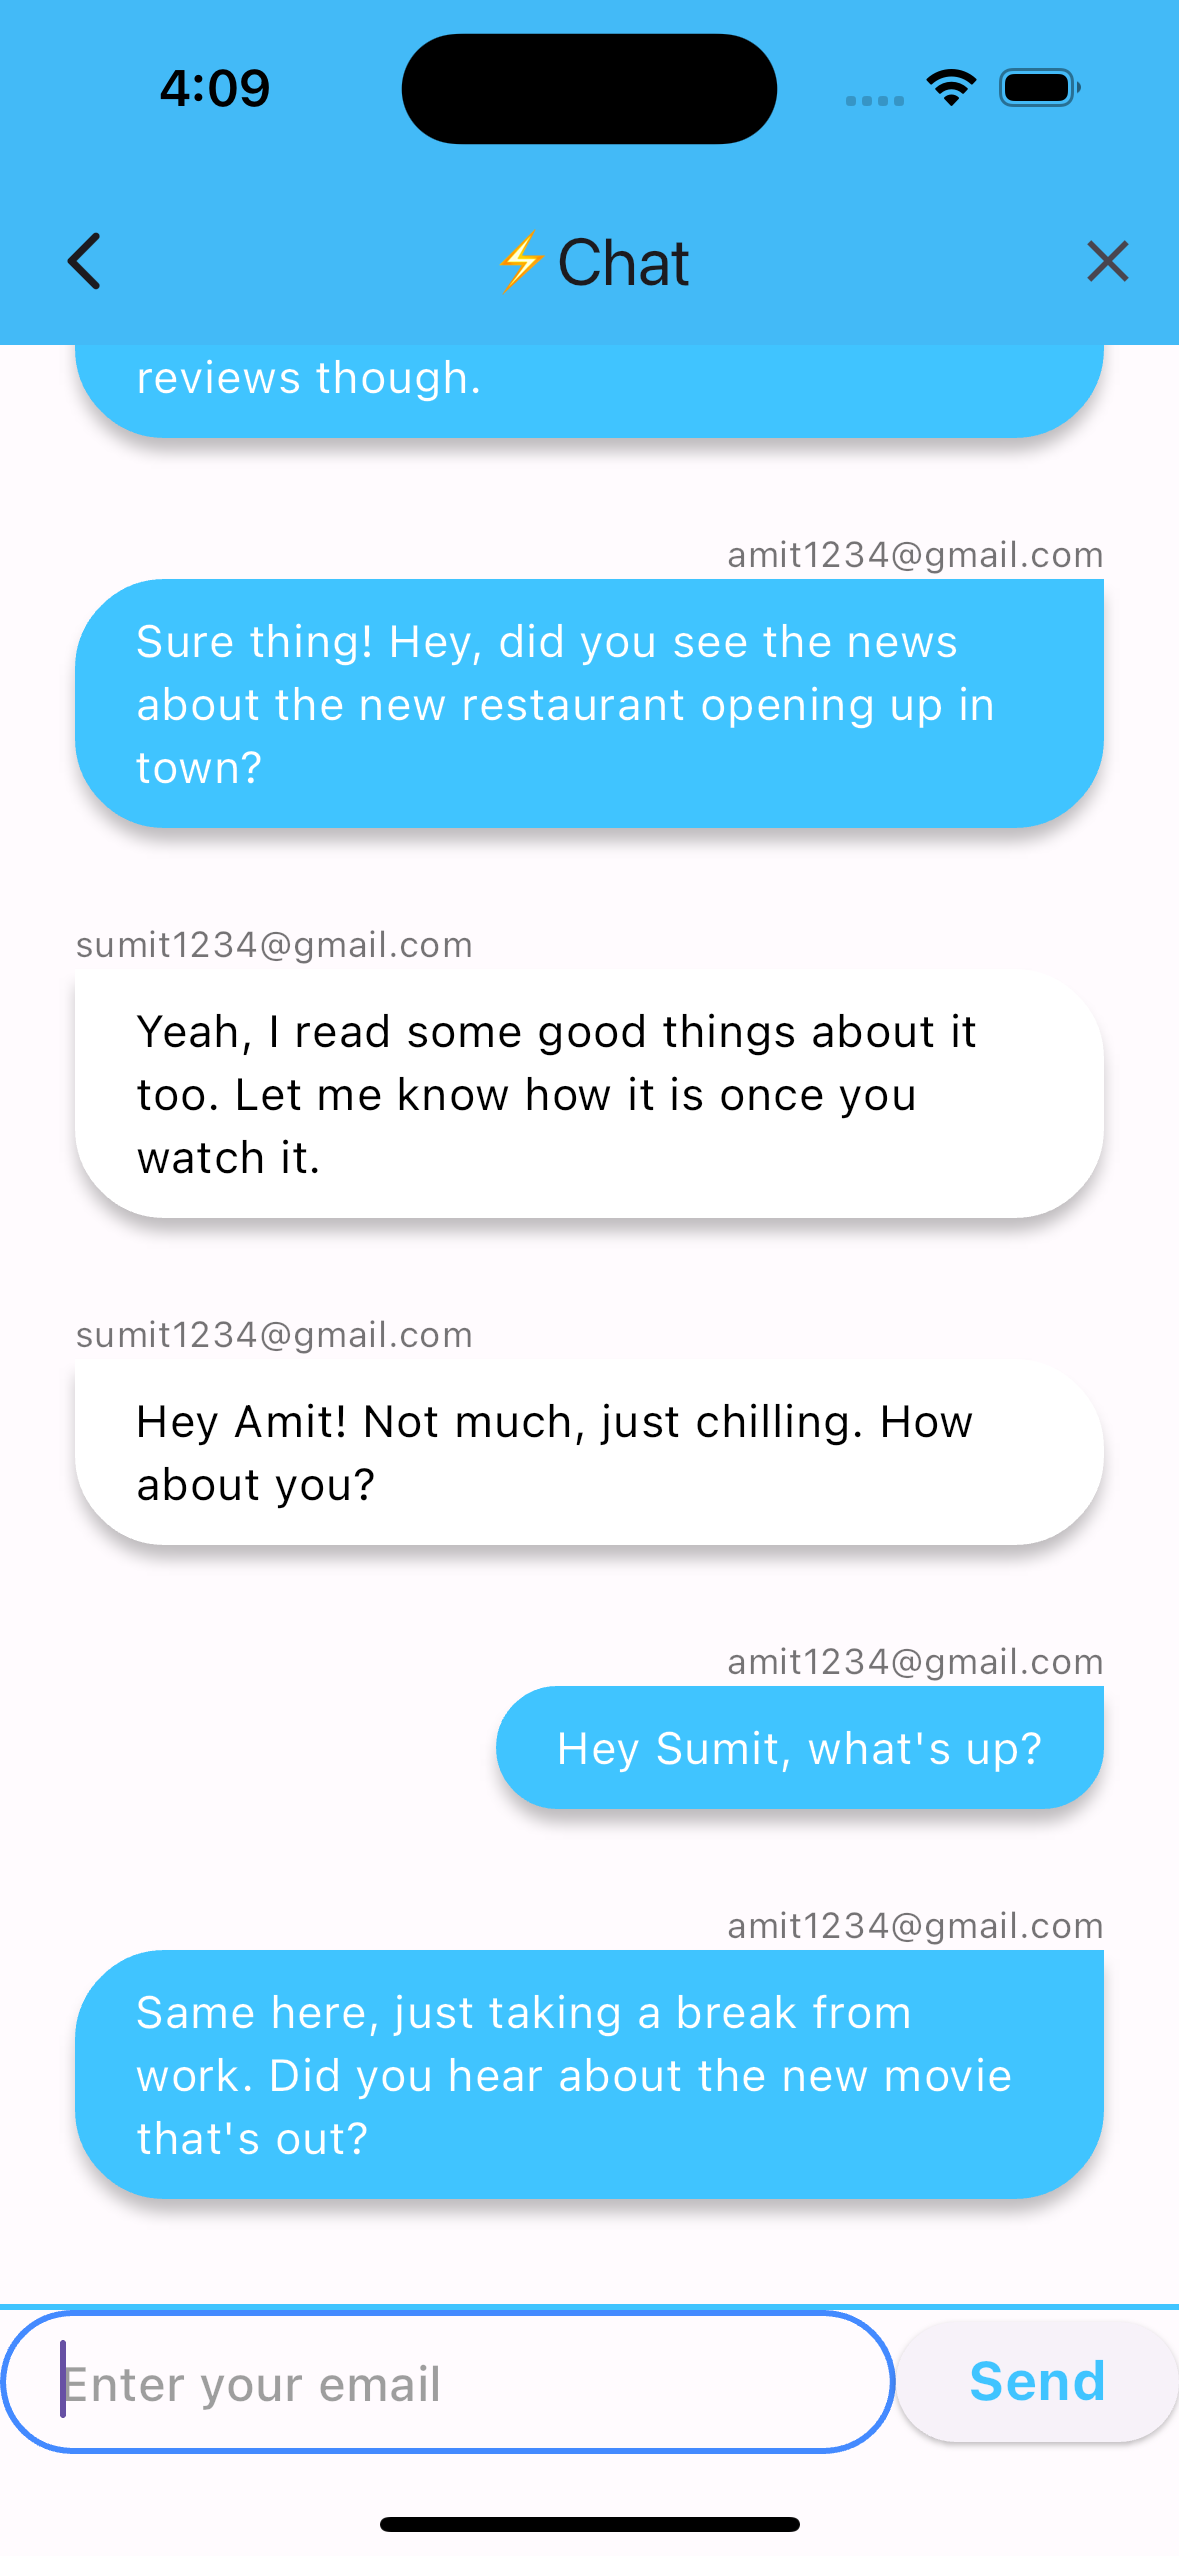 4:09
⚡Chat
reviews though.
amit1234@gmail.com
Sure thing! Hey, did you see the news
about the new restaurant opening up in
town?
sumit1234@gmail.com
Yeah, I read some good things about it
too. Let me know how it is once you
watch it.
sumit1234@gmail.com
Hey Amit! Not much, just chilling. How
about you?
amit1234@gmail.com
Hey Sumit, what's up?
amit1234@gmail.com
Same here, just taking a break from
work. Did you hear about the new movie
that's out?
Enter your email
Send